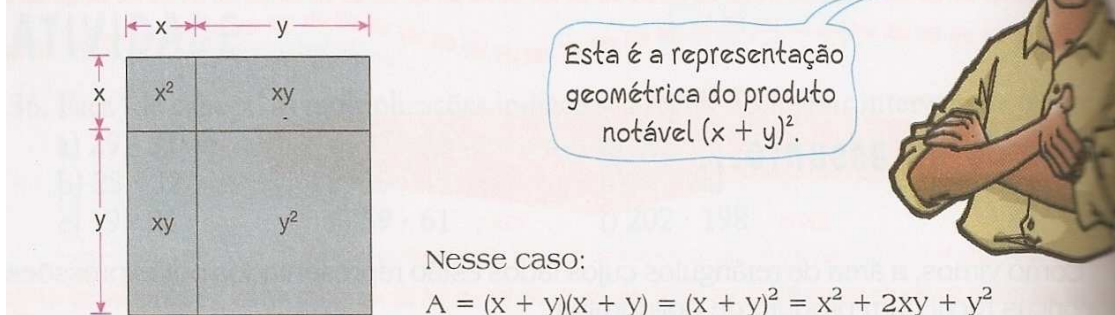 x y
x x² xy
y xy y²
Esta é a representação
geométrica do produto
notável (x + y)².
Nesse caso:
A = (x + y)(x + y) = (x + y)² = x² + 2xy + y²